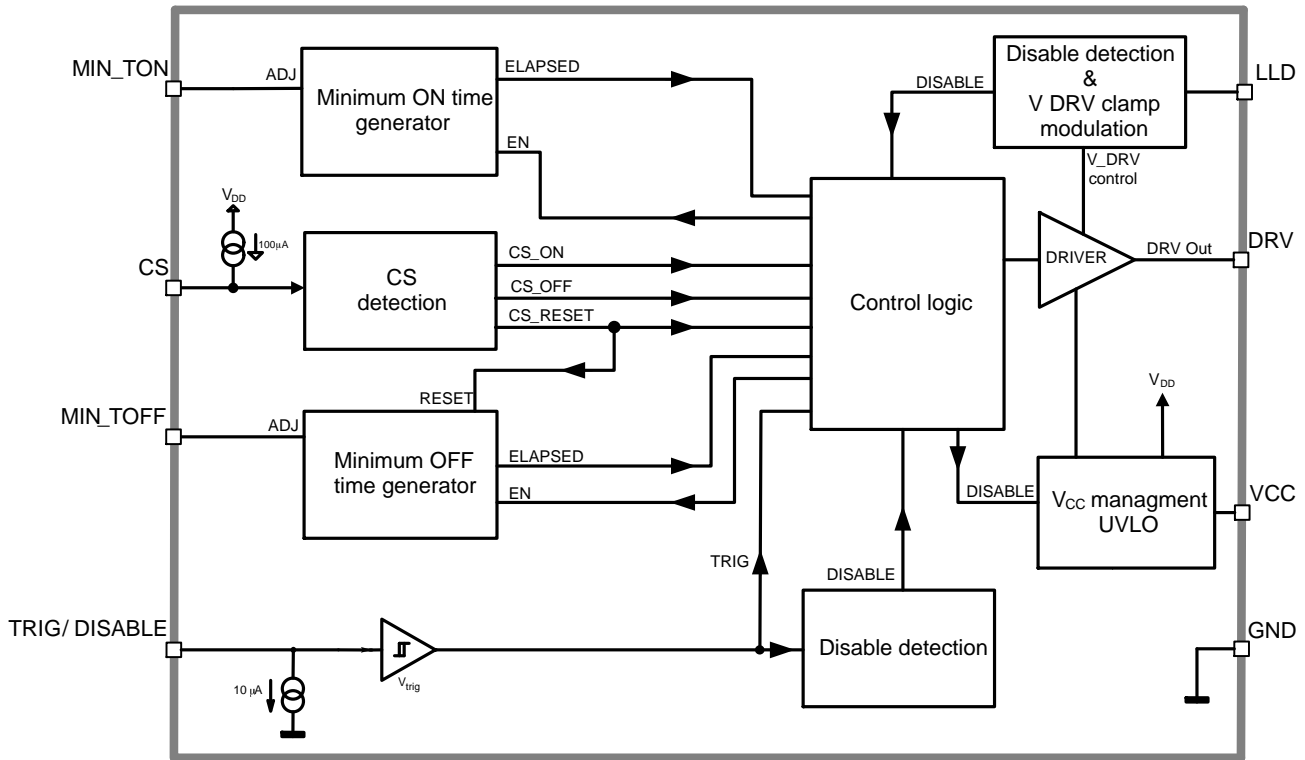 MIN_TON
ADJ
Minimum ON time
generator
ELAPSED
EN
DISABLE
Disable detection
&
V DRV clamp
modulation
LLD
V_DRV
control
VDD
100μA
CS
CS
detection
CS_ON
CS_OFF
CS_RESET
Control logic
DRIVER
DRV Out
DRV
RESET
MIN_TOFF
ADJ
Minimum OFF
time generator
ELAPSED
EN
VDD
DISABLE
VCC managment
UVLO
VCC
TRIG
DISABLE
TRIG/ DISABLE
Vtrig
10 μA
Disable detection
GND